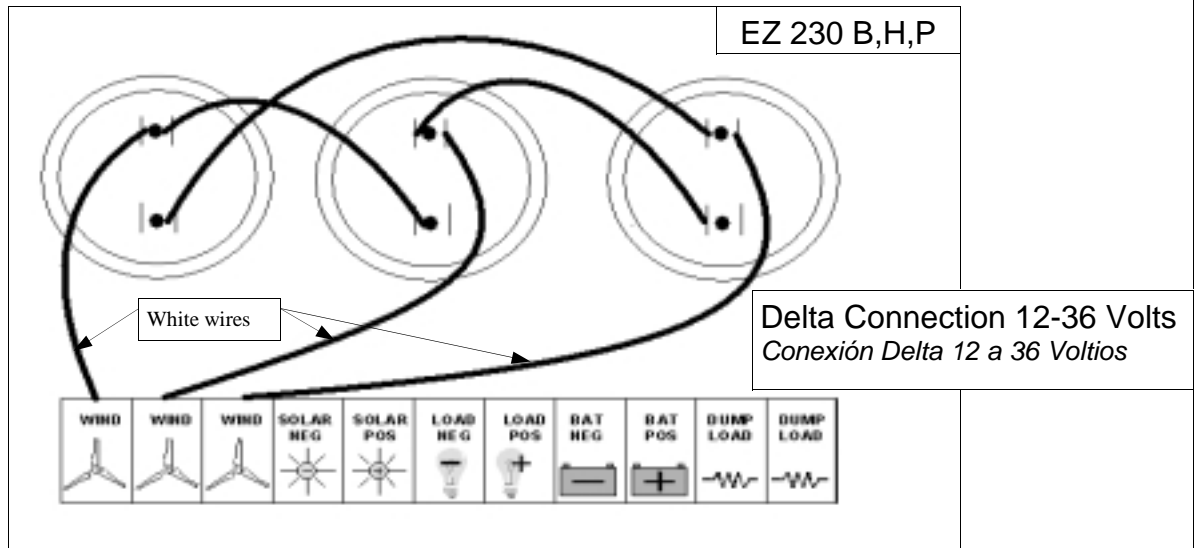 EZ 230 B,H,P
White wires
Delta Connection 12-36 Volts
Conexión Delta 12 a 36 Voltios
WIND
WIND
WIND
SOLAR
NEG
SOLAR
POS
LOAD
NEG
LOAD
POS
BAT
NEG
BAT
POS
DUMP
LOAD
DUMP
LOAD